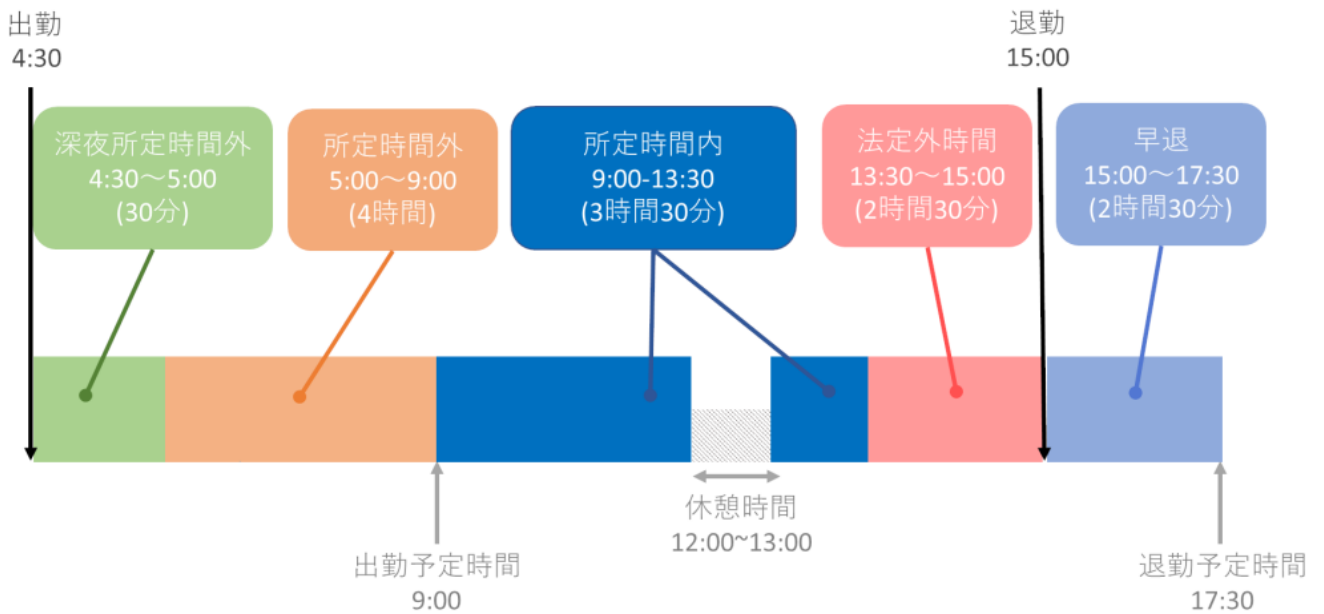 出勤
4:30
退勤
15:00
深夜所定時間外
4:30～5:00
(30分)
所定時間外
5:00～9:00
(4時間)
所定時間内
9:00-13:30
(3時間30分)
法定外時間
13:30～15:00
(2時間30分)
早退
15:00～17:30
(2時間30分)
休憩時間
12:00~13:00
出勤予定時間
9:00
退勤予定時間
17:30